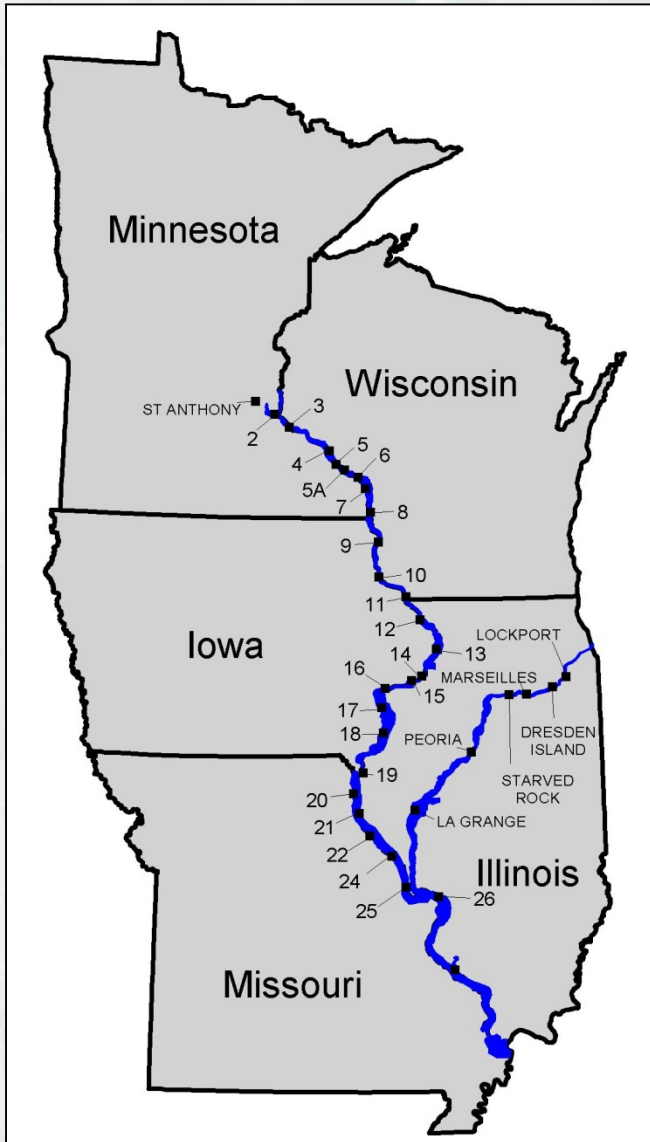 Minnesota
Wisconsin
ST ANTHONY
3
2
5
4
6
5A
7
8
9
10
11
12
Iowa
LOCKPORT
13
14
MARSEILLES
16
15
17
DRESDEN
ISLAND
18
PEORIA
STARVED
ROCK
19
20
21
LA GRANGE
22
24
Illinois
25
26
Missouri